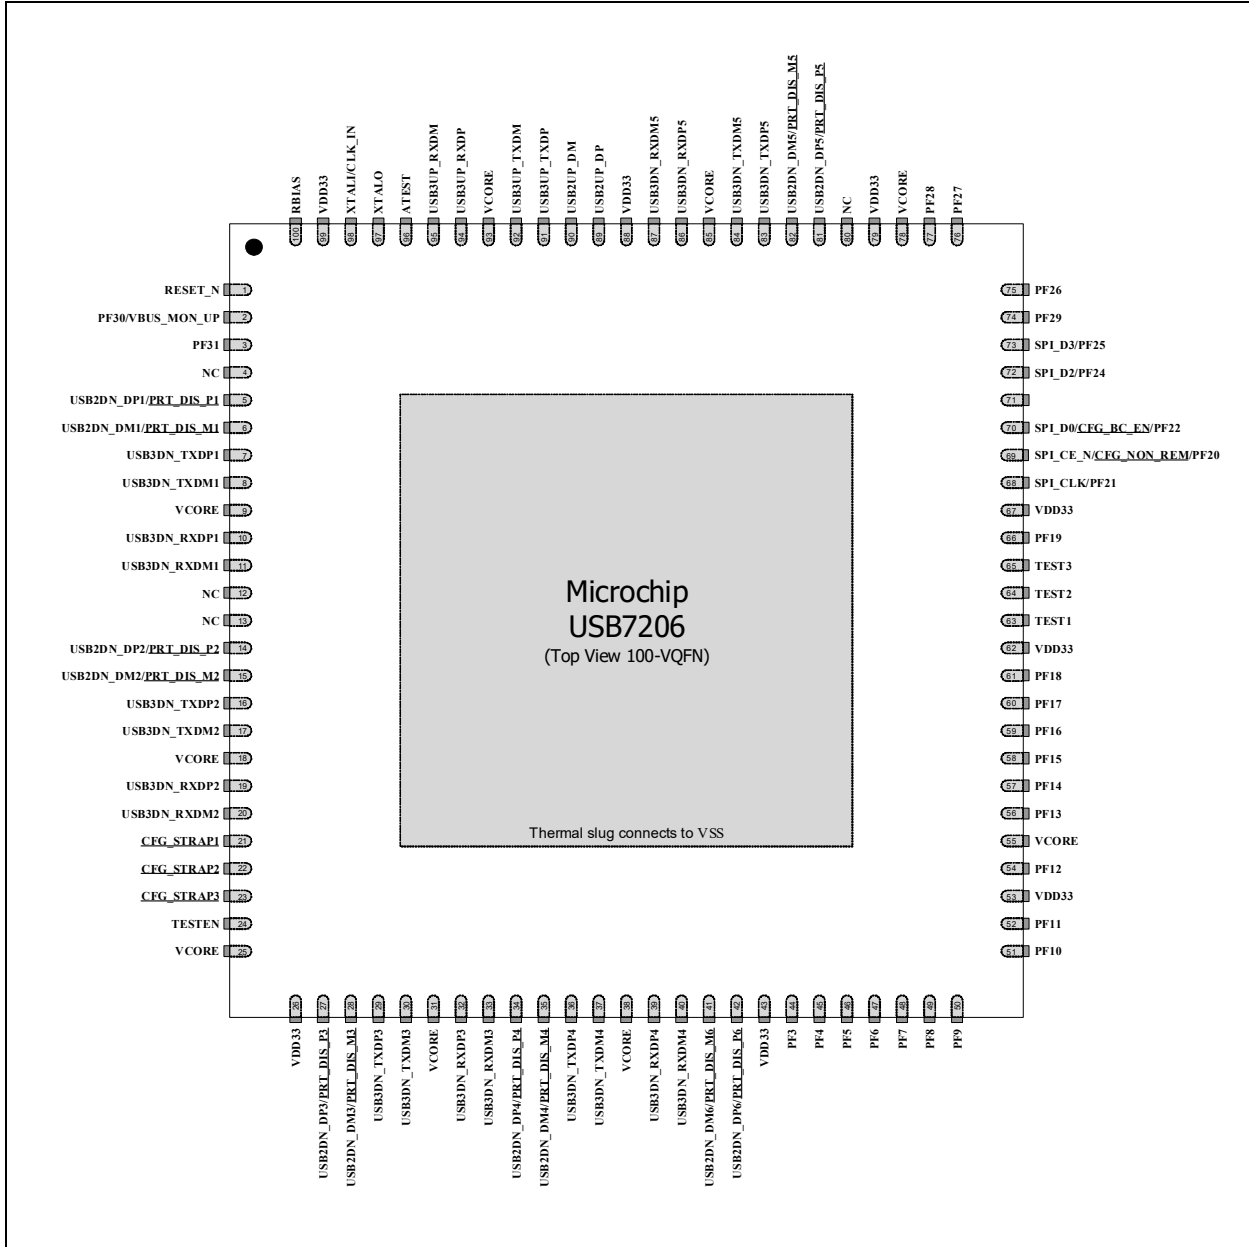 RBIAS
VDD33
XTALI/CLK_IN
XTALO
ATEST
USB3UP_RXDM
USB3UP_RXDP
VCORE
USB3UP_TXDM
USB3UP_TXDP
USB2UP_DM
USB2UP_DP
VDD33
USB3DN_RXDM5
USB3DN_RXDP5
VCORE
USB3DN_TXDM5
USB3DN_TXDP5
USB2DN_DM5/PRT_DIS_M5
USB2DN_DP5/PRT_DIS_P5
NC
VDD33
VCORE
PF28
PF27
100
99
98
97
96
95
94
93
92
91
90
89
88
87
86
85
84
83
82
81
80
79
78
77
76
RESET_N 1
PF30/VBUS_MON_UP 2
PF31 3
NC 4
USB2DN_DP1/PRT_DIS_P1 5
USB2DN_DM1/PRT_DIS_M1 6
USB3DN_TXDP1 7
USB3DN_TXDM1 8
VCORE 9
USB3DN_RXDP1 10
USB3DN_RXDM1 11
NC 12
NC 13
USB2DN_DP2/PRT_DIS_P2 14
USB2DN_DM2/PRT_DIS_M2 15
USB3DN_TXDP2 16
USB3DN_TXDM2 17
VCORE 18
USB3DN_RXDP2 19
USB3DN_RXDM2 20
CFG_STRAP1 21
CFG_STRAP2 22
CFG_STRAP3 23
TESTEN 24
VCORE 25
Microchip
USB7206
(Top View 100-VQFN)
Thermal slug connects to VSS
75 PF26
74 PF29
73 SPI_D3/PF25
72 SPI_D2/PF24
71
70 SPI_D0/CFG_BC_EN/PF22
69 SPI_CE_N/CFG_NON_REM/PF20
68 SPI_CLK/PF21
67 VDD33
66 PF19
65 TEST3
64 TEST2
63 TEST1
62 VDD33
61 PF18
60 PF17
59 PF16
58 PF15
57 PF14
56 PF13
55 VCORE
54 PF12
53 VDD33
52 PF11
51 PF10
26
27
28
29
30
31
32
33
34
35
36
37
38
39
40
41
42
43
44
45
46
47
48
49
50
VDD33
USB2DN_DP3/PRT_DIS_P3
USB2DN_DM3/PRT_DIS_M3
USB3DN_TXDP3
USB3DN_TXDM3
VCORE
USB3DN_RXDP3
USB3DN_RXDM3
USB2DN_DP4/PRT_DIS_P4
USB2DN_DM4/PRT_DIS_M4
USB3DN_TXDP4
USB3DN_TXDM4
VCORE
USB3DN_RXDP4
USB3DN_RXDM4
USB2DN_DM6/PRT_DIS_M6
USB2DN_DP6/PRT_DIS_P6
VDD33
PF3
PF4
PF5
PF6
PF7
PF8
PF9